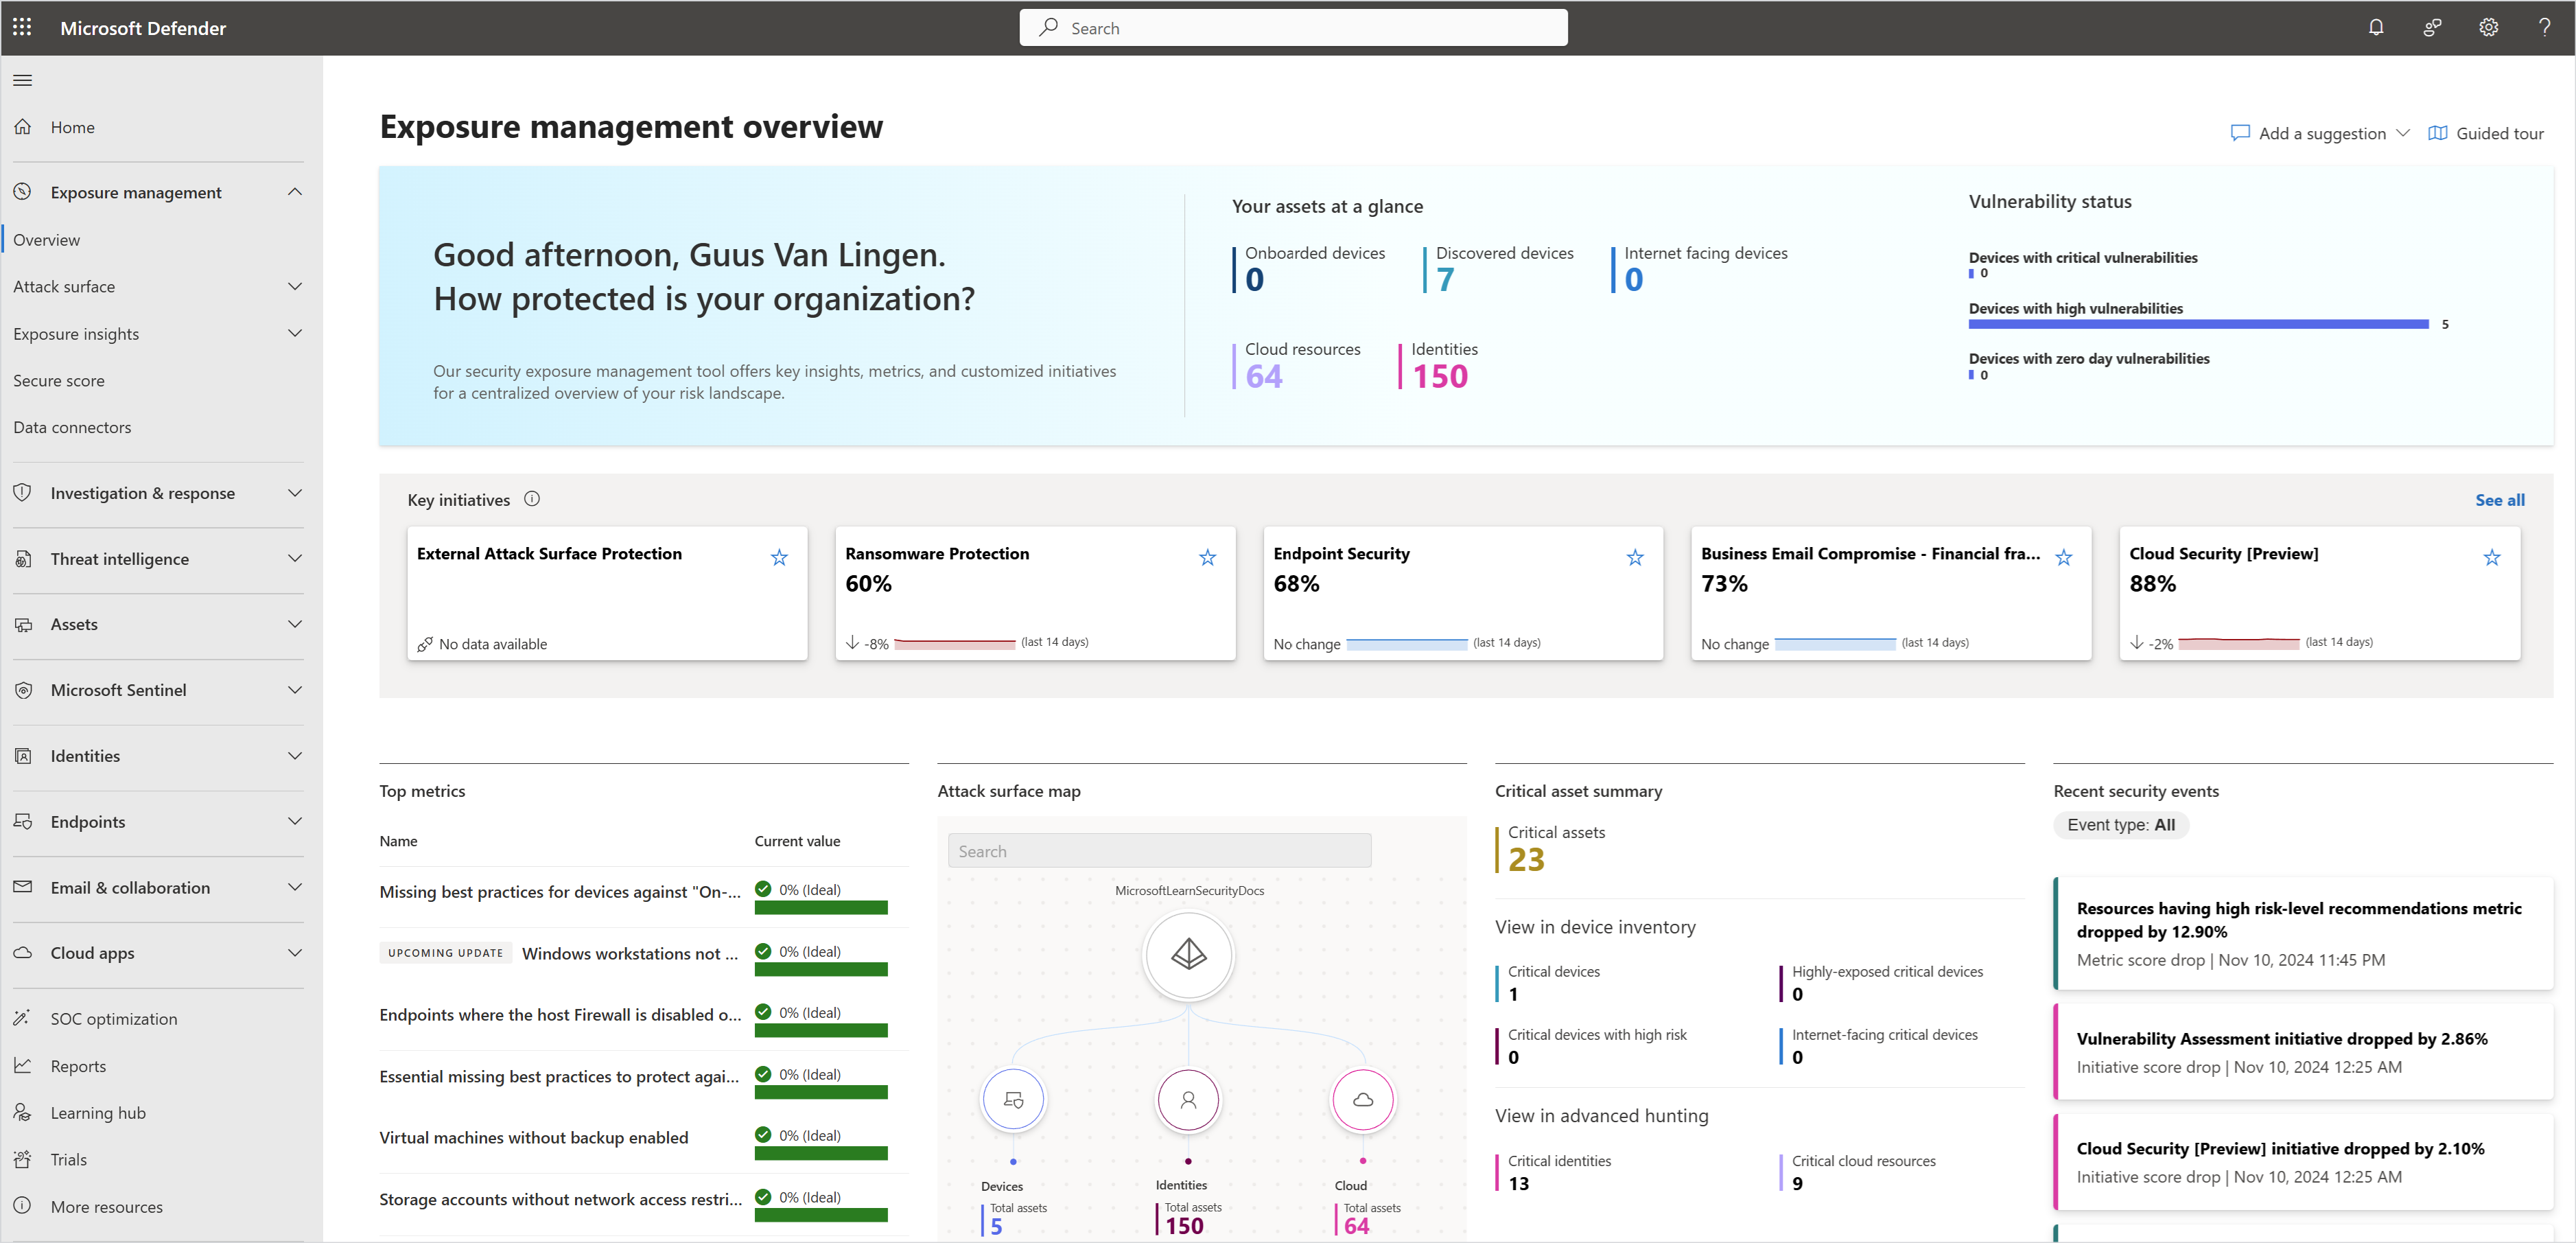 Microsoft Defender
Search
Home
Exposure management
Overview
Attack surface
Exposure insights
Secure score
Data connectors
Investigation & response
Threat intelligence
Assets
Microsoft Sentinel
Identities
Endpoints
Email & collaboration
Cloud apps
SOC optimization
Reports
Learning hub
Trials
More resources
Exposure management overview
Add a suggestion
Guided tour
Good afternoon, Guus Van Lingen.
How protected is your organization?
Our security exposure management tool offers key insights, metrics, and customized initiatives
for a centralized overview of your risk landscape.
Your assets at a glance
Onboarded devices
0
Discovered devices
7
Internet facing devices
0
Cloud resources
64
Identities
150
Vulnerability status
Devices with critical vulnerabilities
0
Devices with high vulnerabilities
5
Devices with zero day vulnerabilities
0
Key initiatives
See all
External Attack Surface Protection
No data available
Ransomware Protection
60%
-8% (last 14 days)
Endpoint Security
68%
No change (last 14 days)
Business Email Compromise - Financial fra...
73%
No change (last 14 days)
Cloud Security [Preview]
88%
-2% (last 14 days)
Top metrics
Name Current value
Missing best practices for devices against "On-... 0% (Ideal)
UPCOMING UPDATE Windows workstations not ... 0% (Ideal)
Endpoints where the host Firewall is disabled o... 0% (Ideal)
Essential missing best practices to protect agai... 0% (Ideal)
Virtual machines without backup enabled 0% (Ideal)
Storage accounts without network access restri... 0% (Ideal)
Attack surface map
Search
MicrosoftLearnSecurityDocs
Devices
Total assets
5
Identities
Total assets
150
Cloud
Total assets
64
Critical asset summary
Critical assets
23
View in device inventory
Critical devices
1
Highly-exposed critical devices
0
Critical devices with high risk
0
Internet-facing critical devices
0
View in advanced hunting
Critical identities
13
Critical cloud resources
9
Recent security events
Event type: All
Resources having high risk-level recommendations metric
dropped by 12.90%
Metric score drop | Nov 10, 2024 11:45 PM
Vulnerability Assessment initiative dropped by 2.86%
Initiative score drop | Nov 10, 2024 12:25 AM
Cloud Security [Preview] initiative dropped by 2.10%
Initiative score drop | Nov 10, 2024 12:25 AM